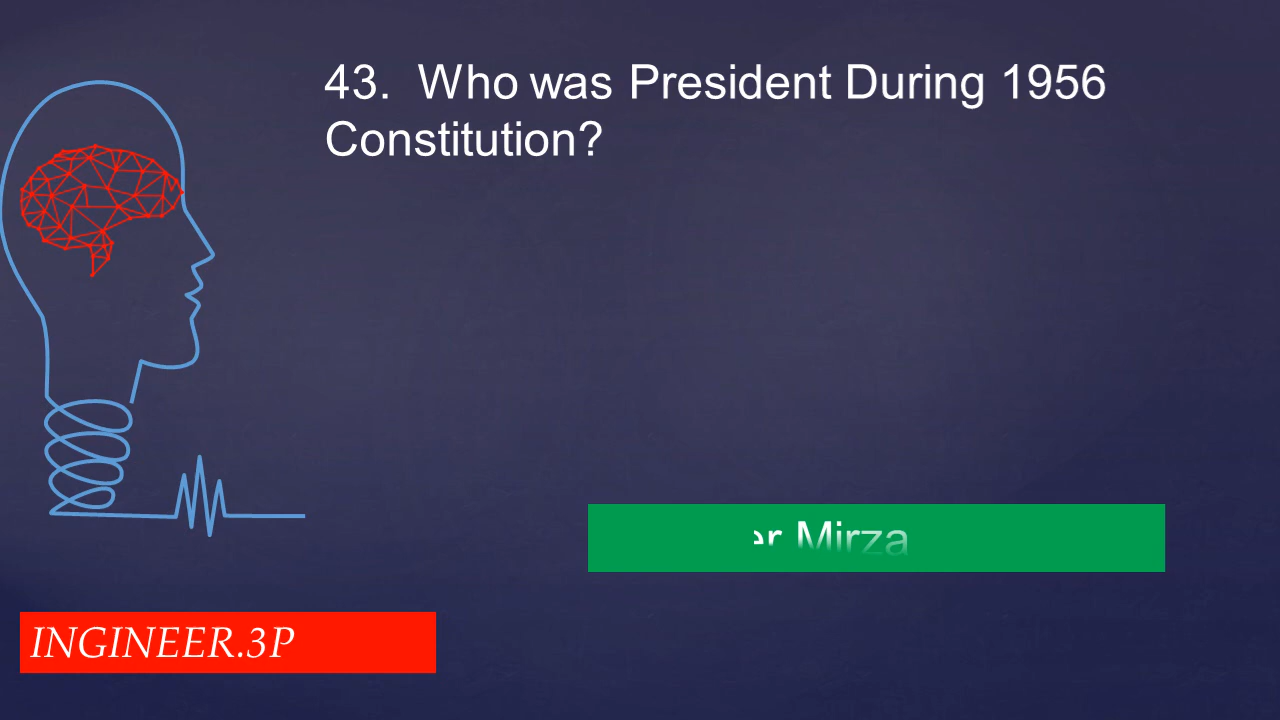 43. Who was President During 1956
Constitution?
Mirza
INGINEER.3P